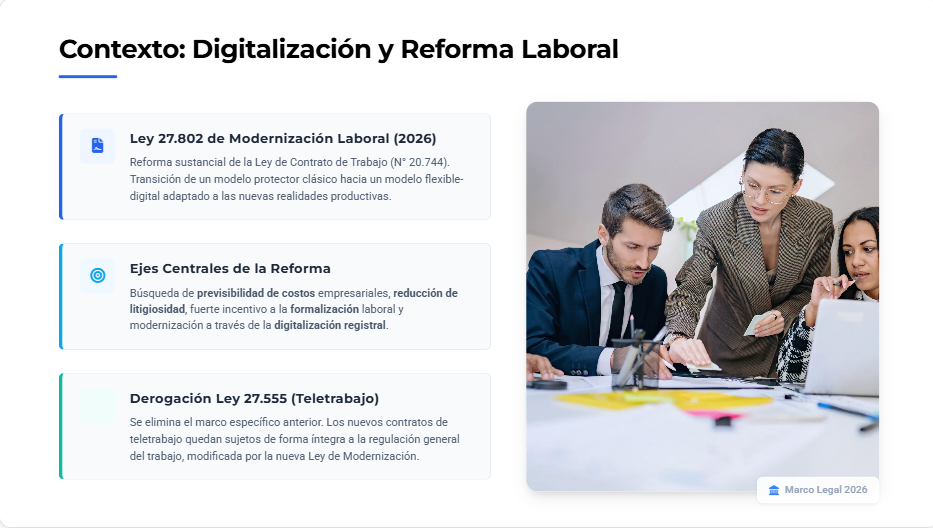 Contexto: Digitalización y Reforma Laboral
Ley 27.802 de Modernización Laboral (2026)
Reforma sustancial de la Ley de Contrato de Trabajo (N° 20.744).
Transición de un modelo protector clásico hacia un modelo flexible-
digital adaptado a las nuevas realidades productivas.
Ejes Centrales de la Reforma
Búsqueda de previsibilidad de costos empresariales, reducción de
litigiosidad, fuerte incentivo a la formalización laboral y
modernización a través de la digitalización registral.
Derogación Ley 27.555 (Teletrabajo)
Se elimina el marco específico anterior. Los nuevos contratos de
teletrabajo quedan sujetos de forma íntegra a la regulación general
del trabajo, modificada por la nueva Ley de Modernización.
Marco Legal 2026